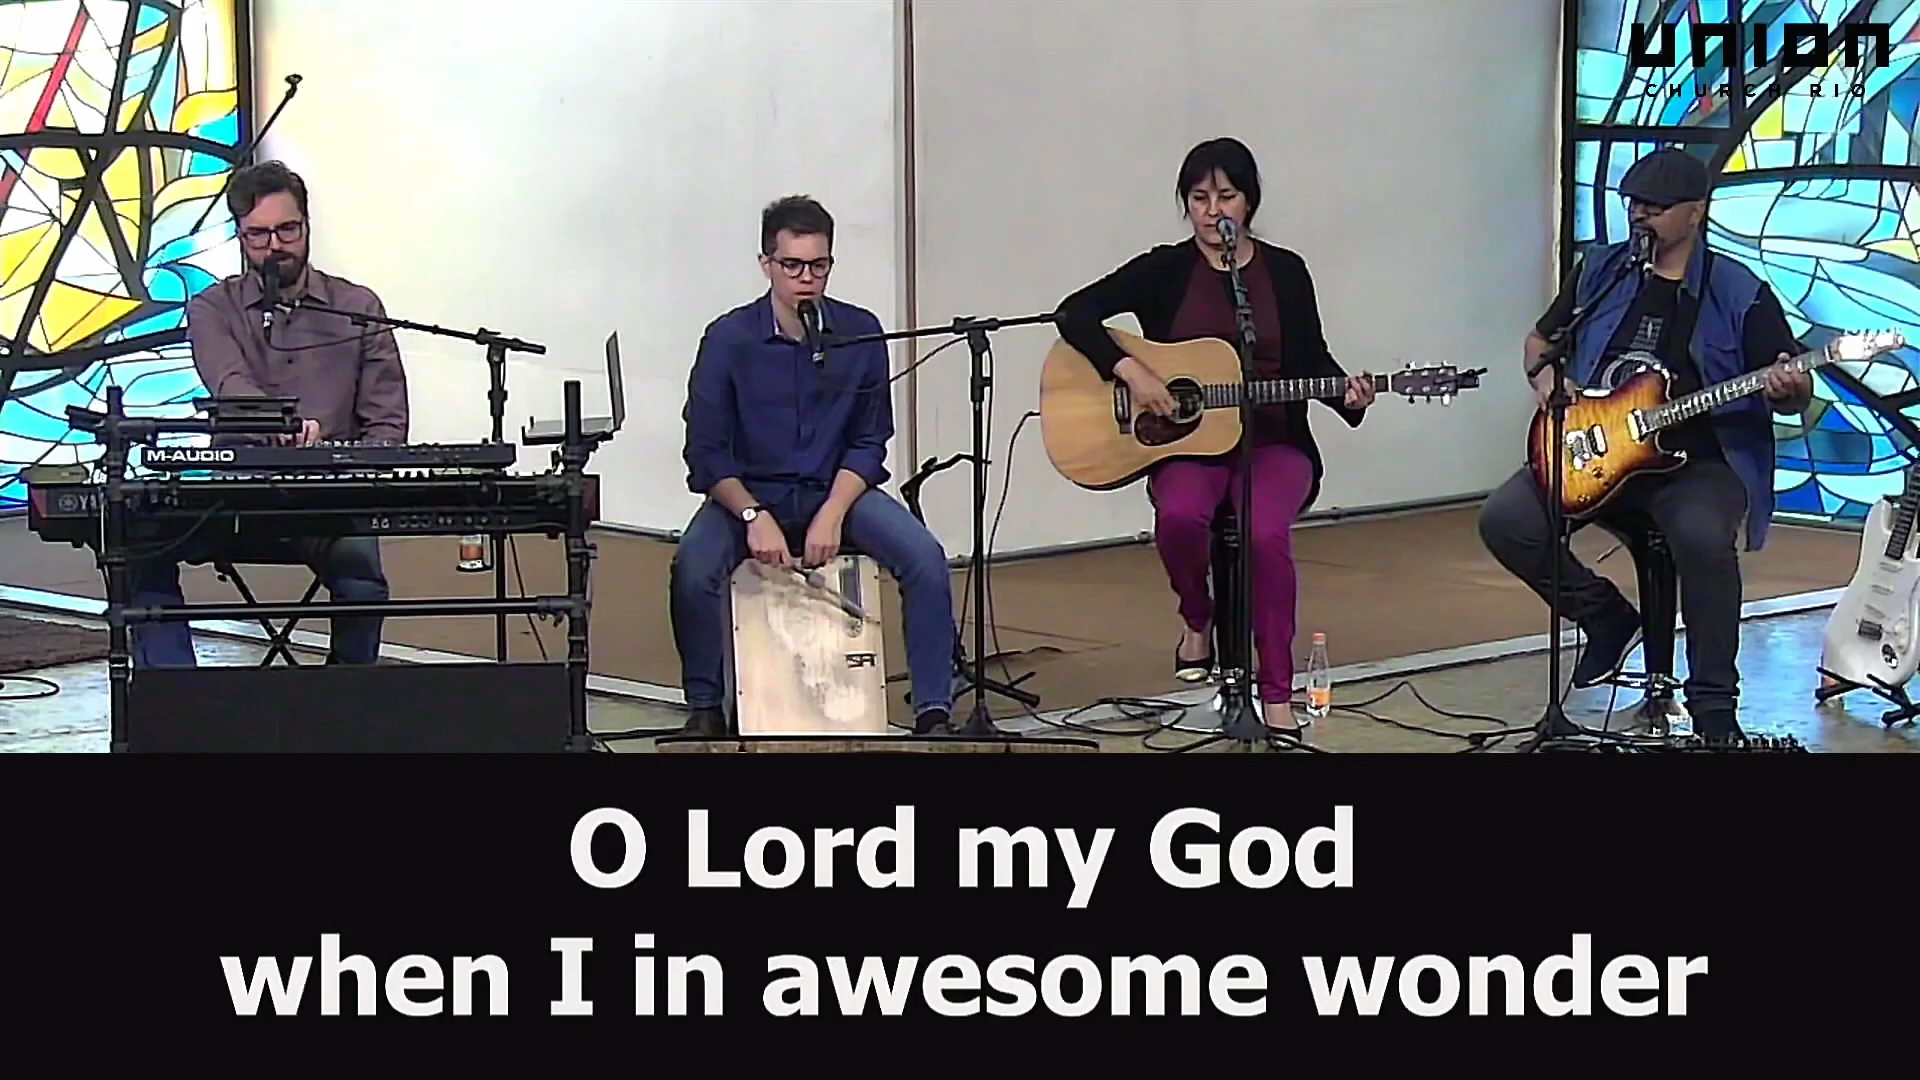 UNION
CHURCH RIO
M-AUDIO
O Lord my God
when I in awesome wonder